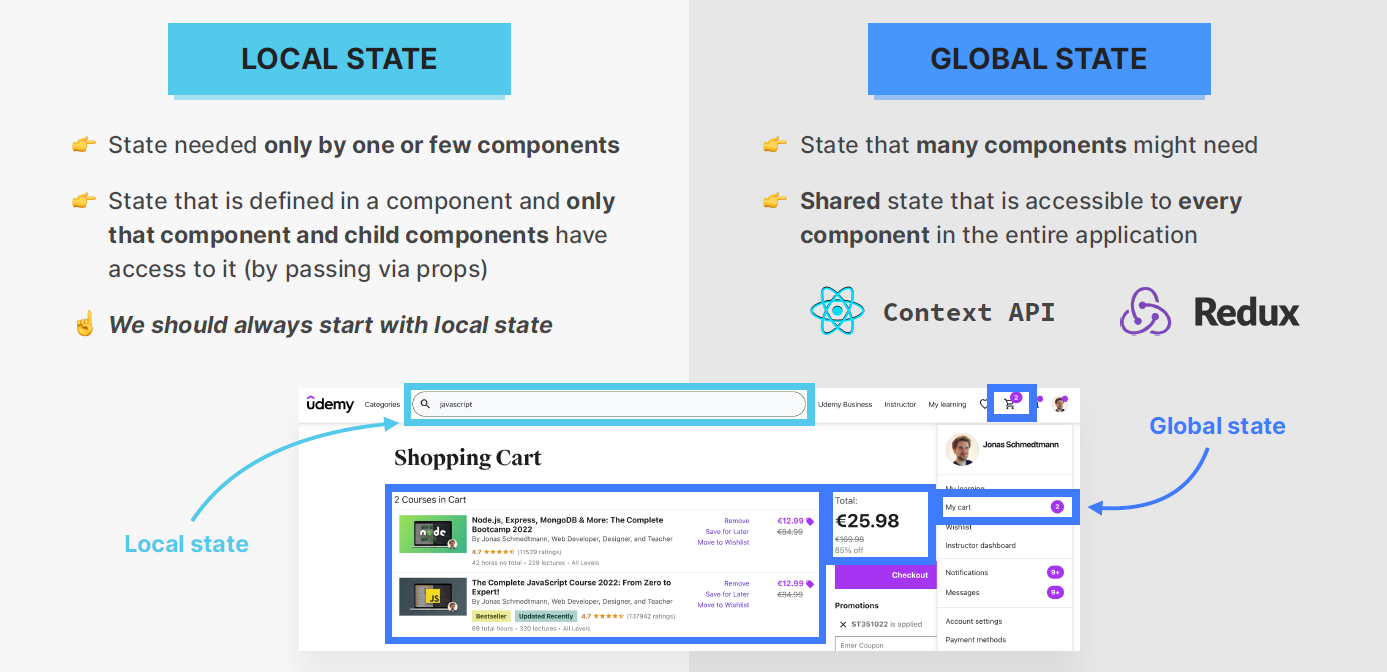 LOCAL STATE
State needed only by one or few components
State that is defined in a component and only
that component and child components have
access to it (by passing via props)
We should always start with local state
GLOBAL STATE
State that many components might need
Shared state that is accessible to every
component in the entire application
Context API
Redux
Local state
Global state
udemy
Categories
javascript
Udemy Business
Instructor
My learning
2
Shopping Cart
2 Courses in Cart
Node.js, Express, MongoDB & More: The Complete
Bootcamp 2022
By Jonas Schmedtmann, Web Developer, Designer, and Teacher
4.7 (11539 ratings)
42 horas no total • 229 lectures • All Levels
Remove
Save for Later
Move to Wishlist
€12.99
€84.99
node
The Complete JavaScript Course 2022: From Zero to
Expert!
By Jonas Schmedtmann, Web Developer, Designer, and Teacher
Bestseller Updated Recently 4.7 (137942 ratings)
69 total hours • 320 lectures • All Levels
Remove
Save for Later
Move to Wishlist
€12.99
€84.99
JS
Total:
€25.98
€169.98
85% off
Checkout
Promotions
ST351022 is applied
Enter Coupon
Jonas Schmedtmann
My learning
My cart 2
Wishlist
Instructor dashboard
Notifications 9+
Messages 9+
Account settings
Payment methods